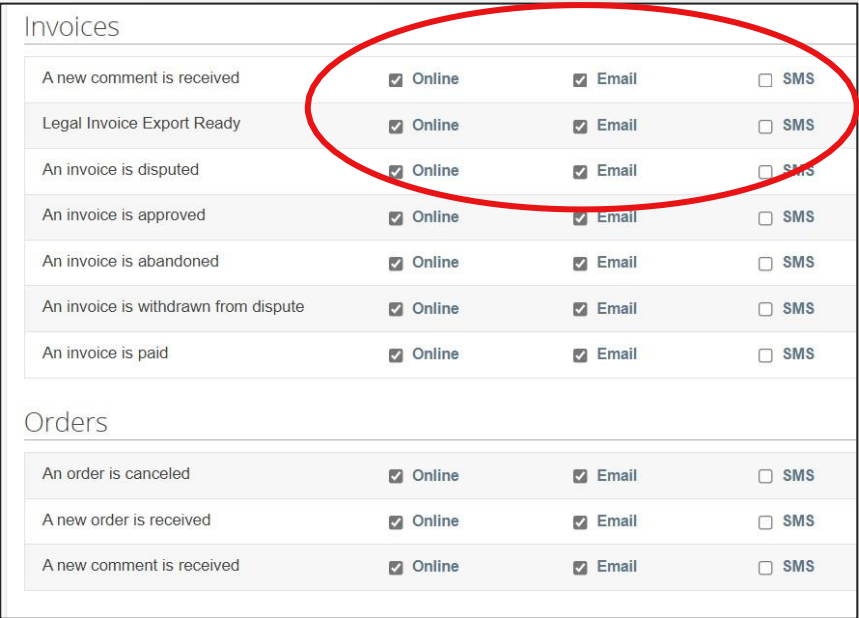 Invoices
A new comment is received Online Email SMS
Legal Invoice Export Ready Online Email SMS
An invoice is disputed Online Email SMS
An invoice is approved Online Email SMS
An invoice is abandoned Online Email SMS
An invoice is withdrawn from dispute Online Email SMS
An invoice is paid Online Email SMS
Orders
An order is canceled Online Email SMS
A new order is received Online Email SMS
A new comment is received Online Email SMS